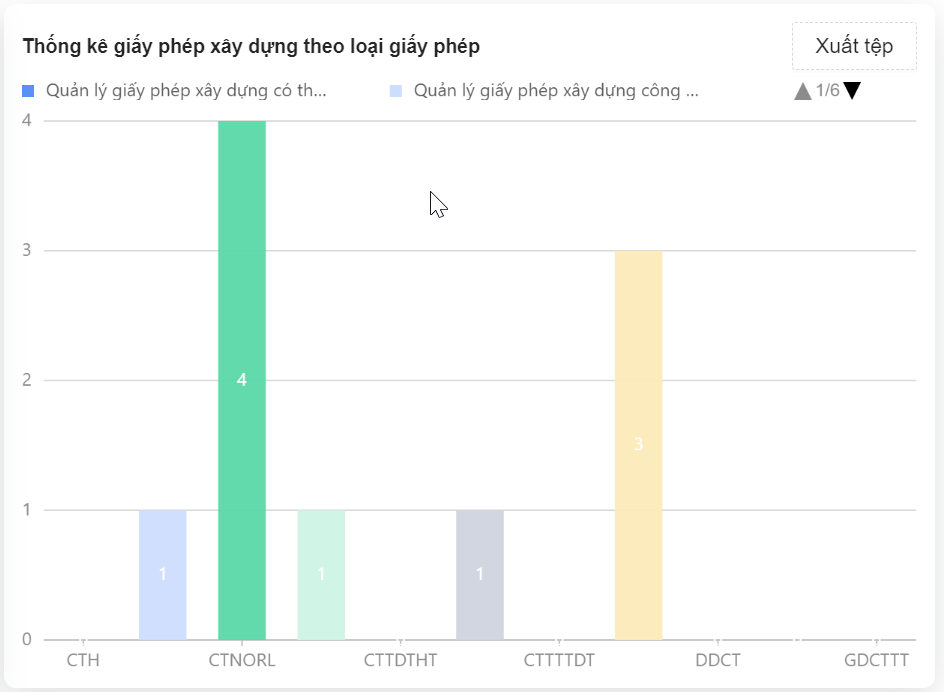 Thống kê giấy phép xây dựng theo loại giấy phép
Xuất tệp
Quản lý giấy phép xây dựng có th...
Quản lý giấy phép xây dựng công ...
1/6
4
3
2
1
0
1
4
1
1
3
CTH
CTNORL
CTTDTHT
CTTTTDT
DDCT
GDCTTT